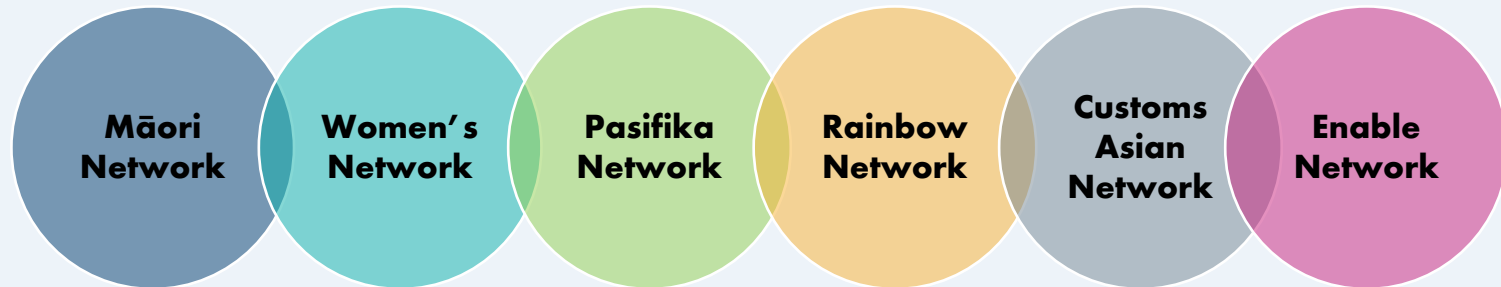 Māori
Network
Women's
Network
Pasifika
Network
Rainbow
Network
Customs
Asian
Network
Enable
Network